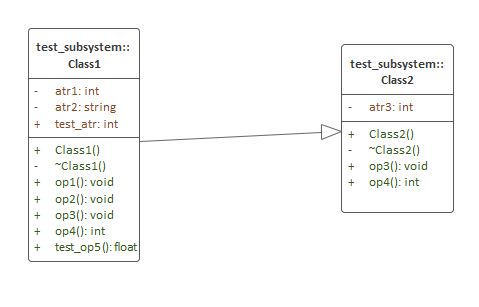 test_subsystem::
Class1
- atr1: int
- atr2: string
+ test_atr: int
+ Class1()
- ~Class1()
+ op1(): void
+ op2(): void
+ op3(): void
+ op4(): int
+ test_op5(): float
test_subsystem::
Class2
- atr3: int
+ Class2()
- ~Class2()
+ op3(): void
+ op4(): int